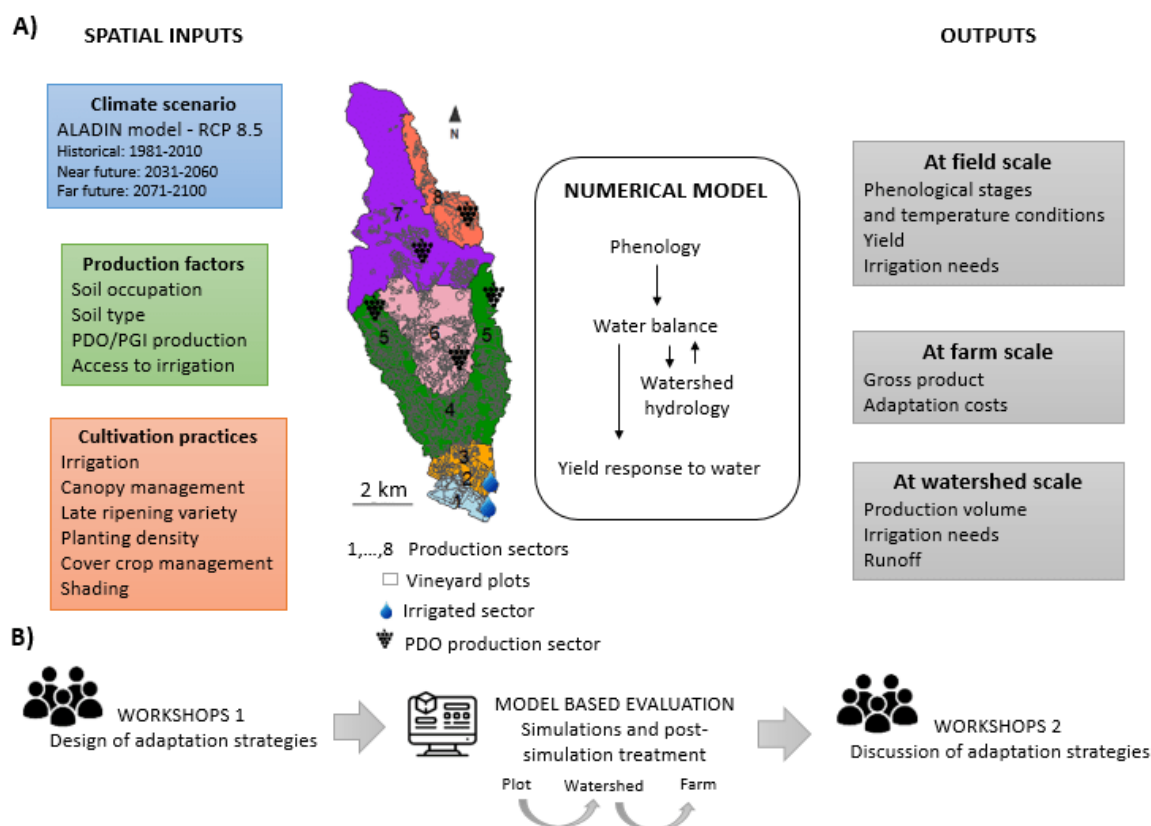 A)
SPATIAL INPUTS
Climate scenario
ALADIN model - RCP 8.5
Historical: 1981-2010
Near future: 2031-2060
Far future: 2071-2100
Production factors
Soil occupation
Soil type
PDO/PGI production
Access to irrigation
Cultivation practices
Irrigation
Canopy management
Late ripening variety
Planting density
Cover crop management
Shading
N
8
7
5
6
5
4
3
2
1
2 km
1,...,8 Production sectors
Vineyard plots
Irrigated sector
PDO production sector
NUMERICAL MODEL
Phenology
Water balance
Watershed
hydrology
Yield response to water
OUTPUTS
At field scale
Phenological stages
and temperature conditions
Yield
Irrigation needs
At farm scale
Gross product
Adaptation costs
At watershed scale
Production volume
Irrigation needs
Runoff
B)
WORKSHOPS 1
Design of adaptation strategies
MODEL BASED EVALUATION
Simulations and post-
simulation treatment
Plot Watershed Farm
WORKSHOPS 2
Discussion of adaptation strategies